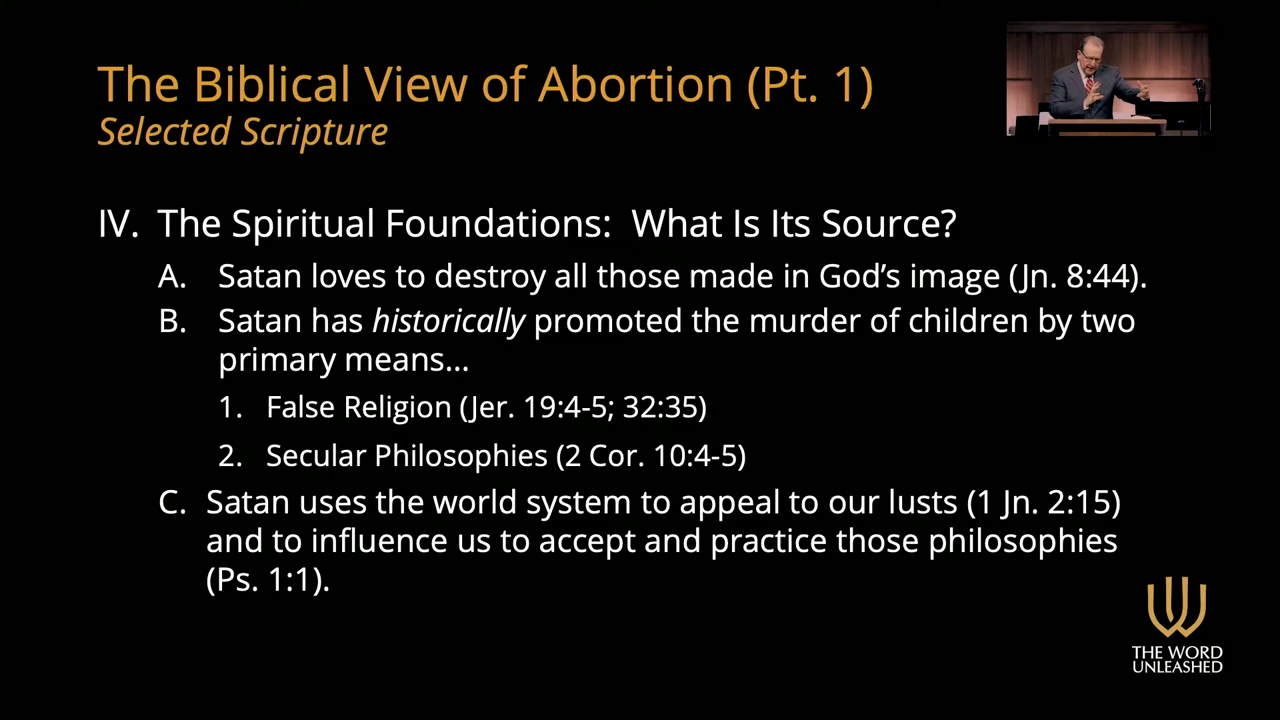 The Biblical View of Abortion (Pt. 1)
Selected Scripture
IV. The Spiritual Foundations: What Is Its Source?
A. Satan loves to destroy all those made in God’s image (Jn. 8:44).
B. Satan has historically promoted the murder of children by two
primary means...
1. False Religion (Jer. 19:4-5; 32:35)
2. Secular Philosophies (2 Cor. 10:4-5)
C. Satan uses the world system to appeal to our lusts (1 Jn. 2:15)
and to influence us to accept and practice those philosophies
(Ps. 1:1).
THE WORD
UNLEASHED